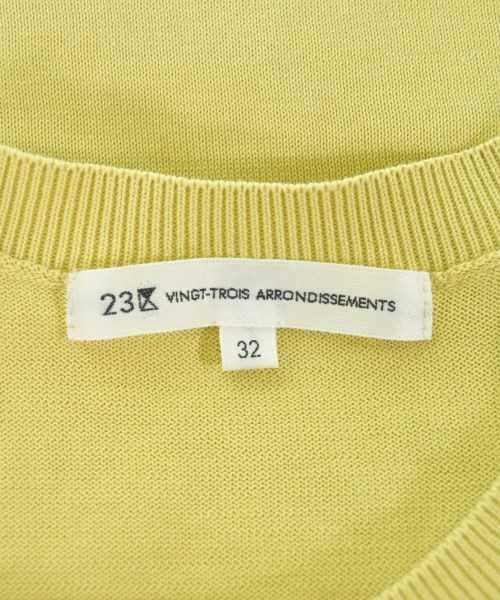 23区 VINGT-TROIS ARRONDISSEMENTS
32